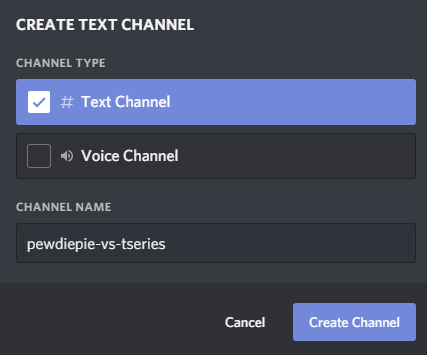 CREATE TEXT CHANNEL
CHANNEL TYPE
# Text Channel
Voice Channel
CHANNEL NAME
pewdiepie-vs-tseries
Cancel
Create Channel